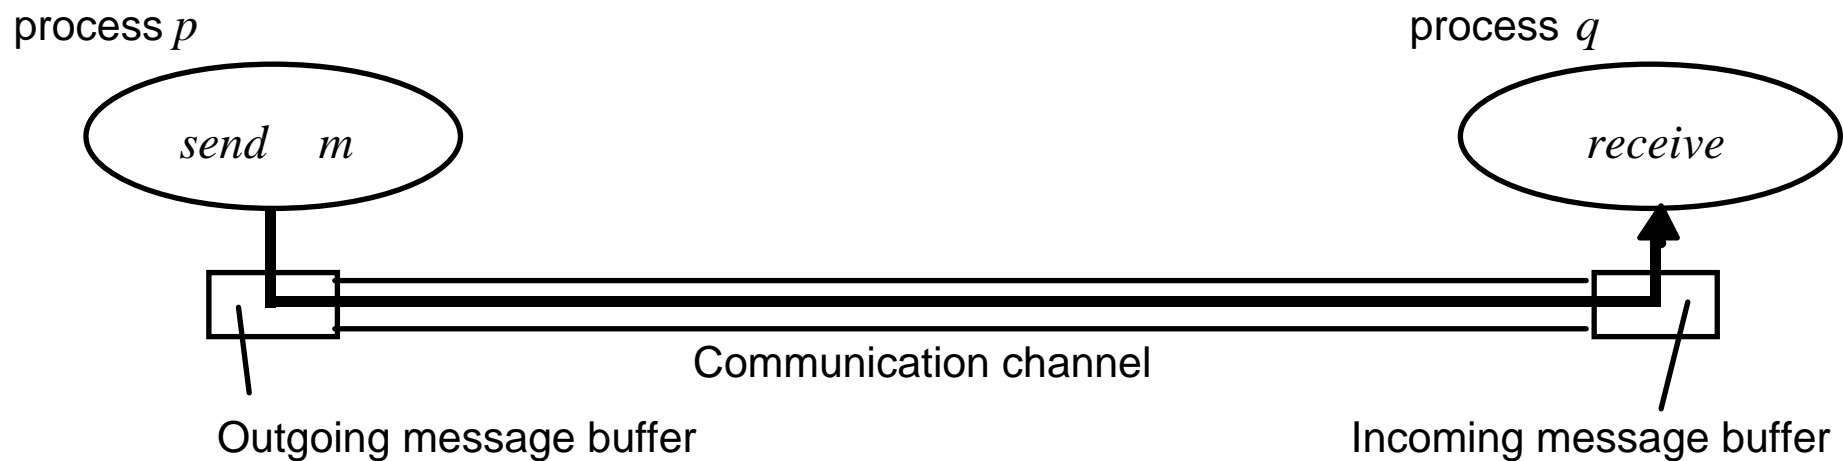 process p
process q
send m
receive
Communication channel
Outgoing message buffer
Incoming message buffer